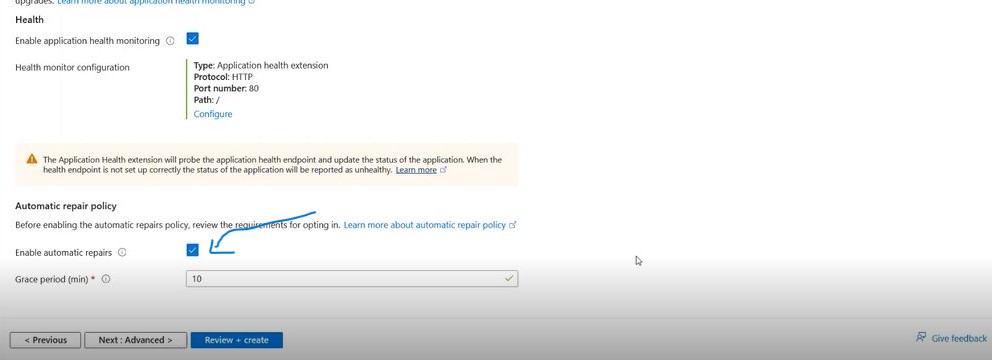 upgrades. Learn more about application health monitoring
Health
Enable application health monitoring
Health monitor configuration
Type: Application health extension
Protocol: HTTP
Port number: 80
Path: /
Configure
The Application Health extension will probe the application health endpoint and update the status of the application. When the
health endpoint is not set up correctly the status of the application will be reported as unhealthy. Learn more
Automatic repair policy
Before enabling the automatic repairs policy, review the requirements for opting in. Learn more about automatic repair policy
Enable automatic repairs
Grace period (min) *
10
< Previous
Next : Advanced >
Review + create
Give feedback